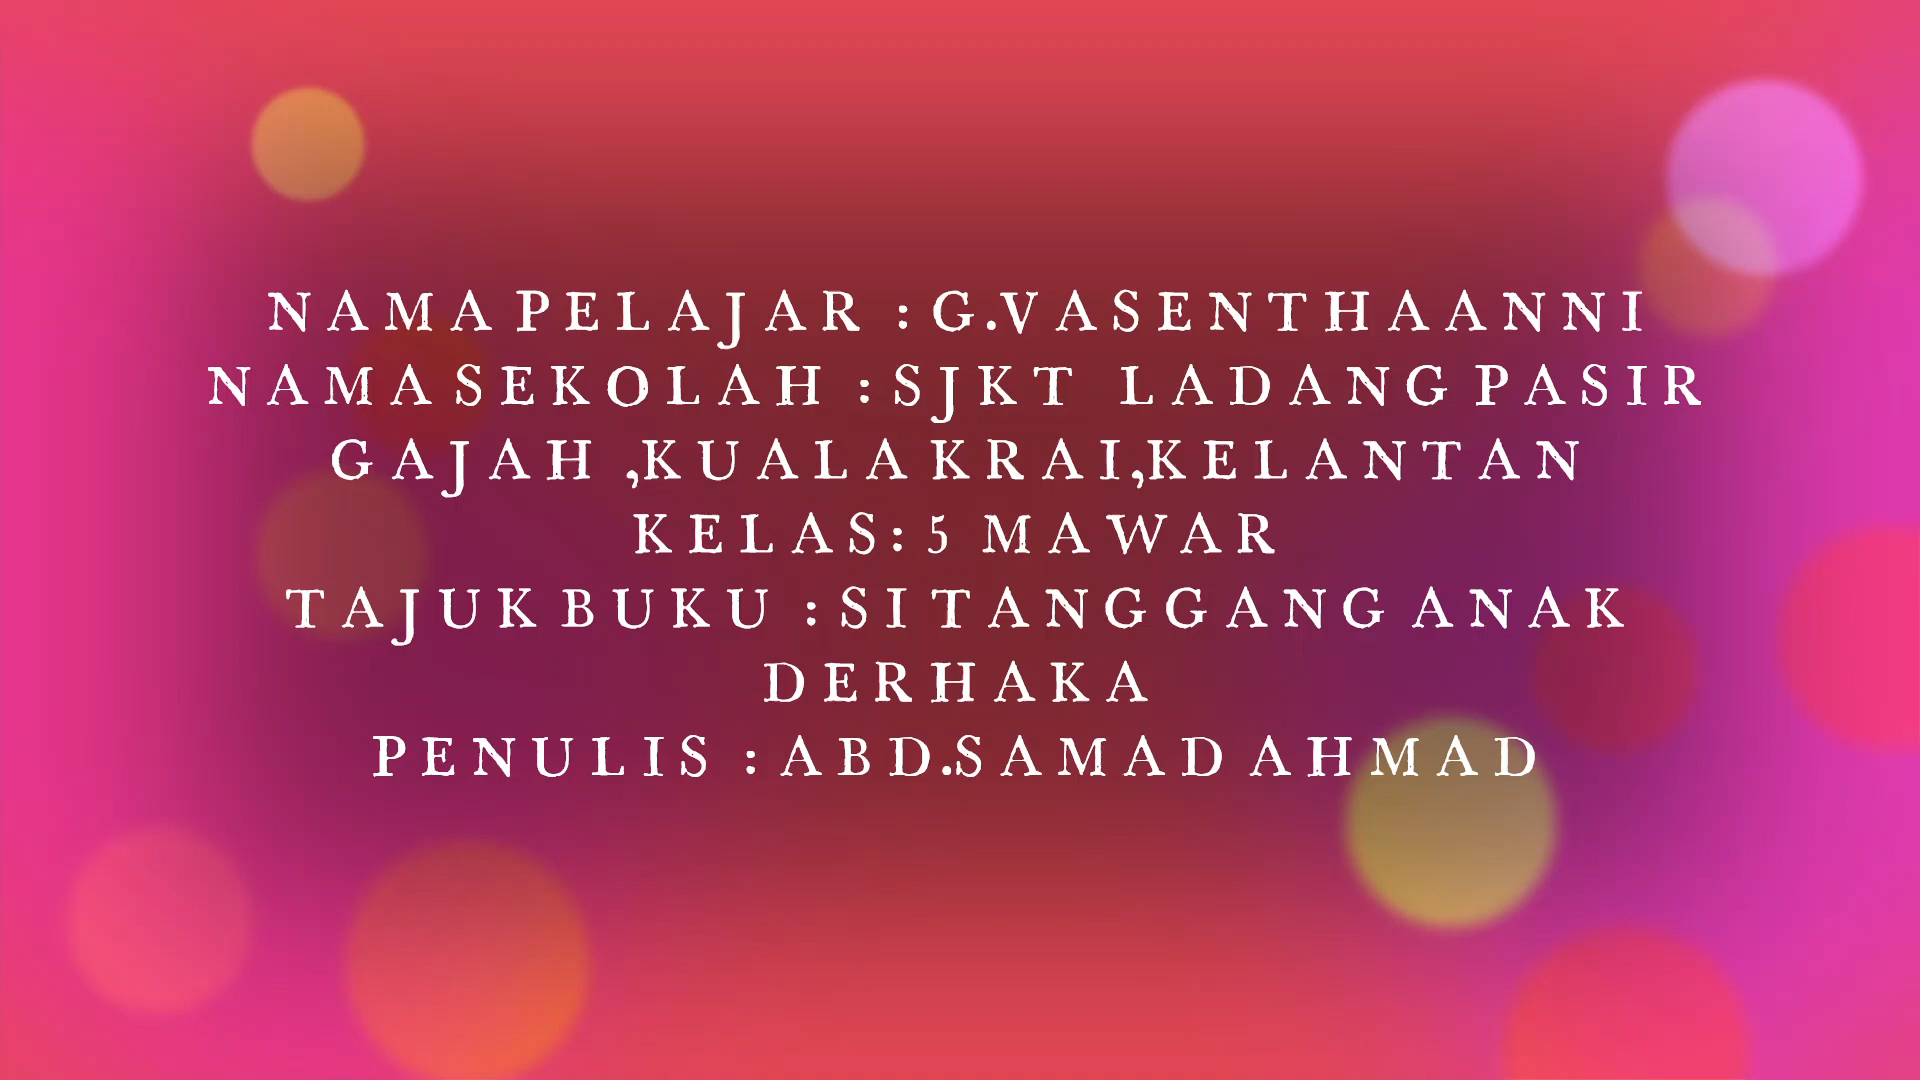 NAMA PELAJAR : G.VASENTHAANNI
NAMA SEKOLAH : SJKT LADANG PASIR
GAJAH ,KUALA KRAI,KELANTAN
KELAS: 5 MAWAR
TAJUK BUKU : SI TANGGANG ANAK
DERHAKA
PENULIS : ABD.SAMAD AHMAD